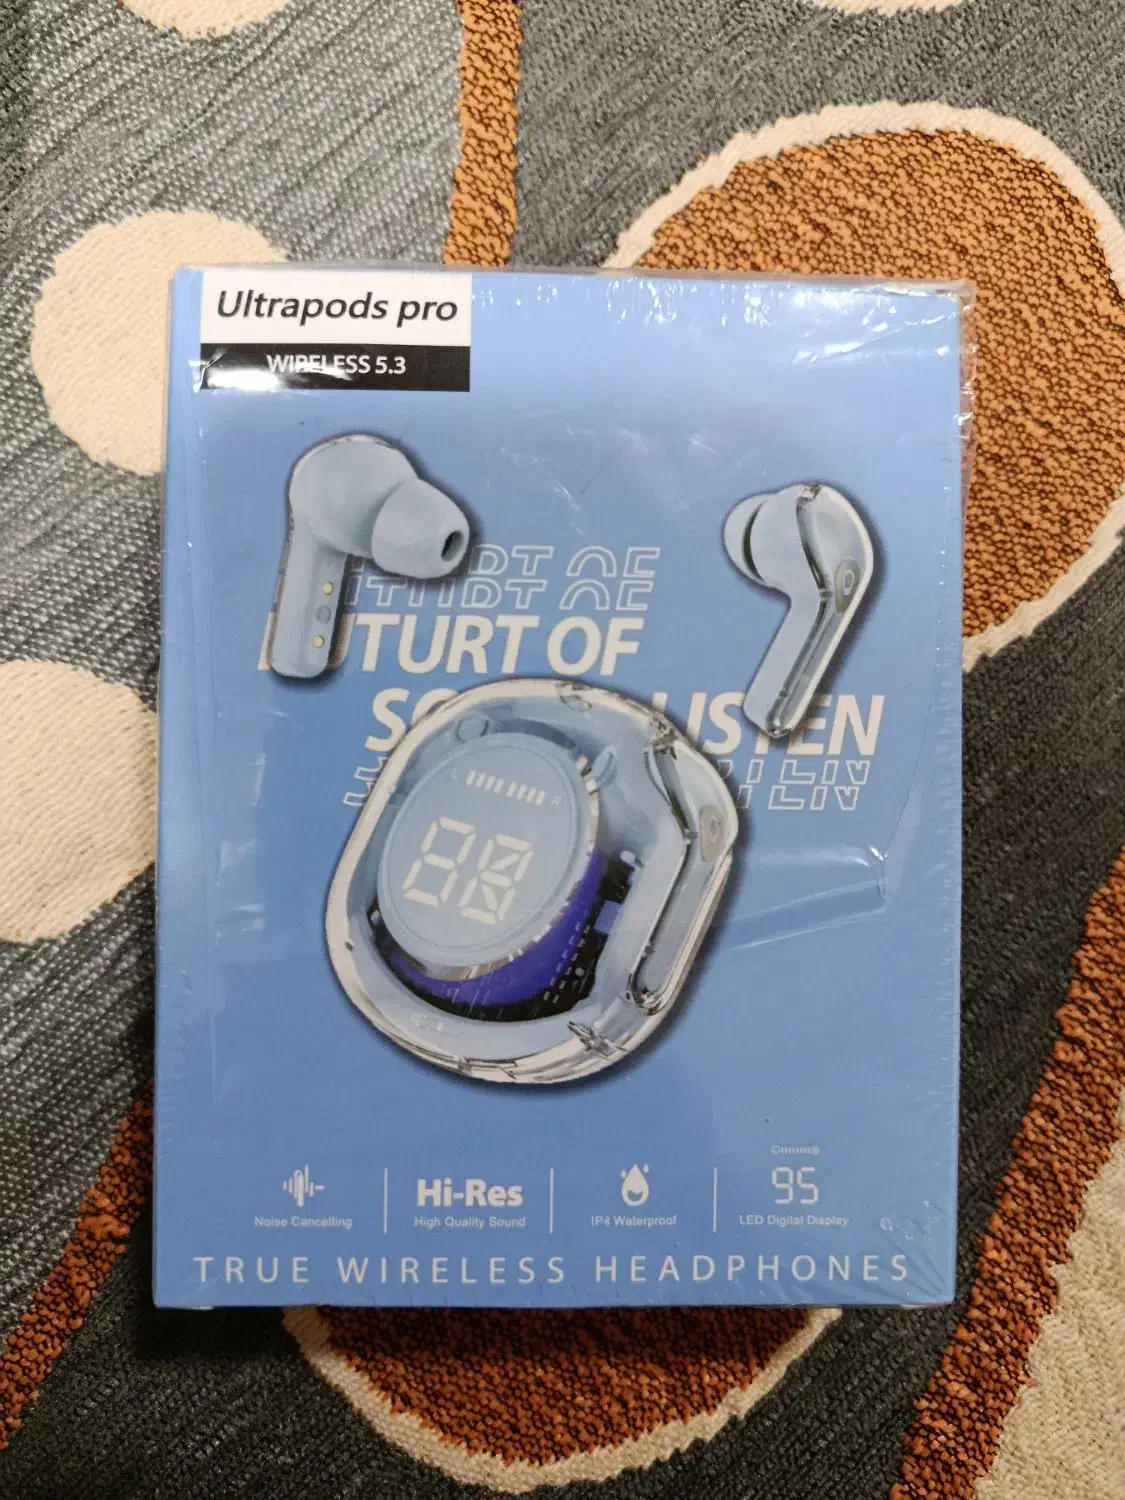 Ultrapods pro
WIRELESS 5.3
TURT OF
LISTEN
L R
88
Noise Cancelling
Hi-Res
High Quality Sound
IP4 Waterproof
95
LED Digital Display
TRUE WIRELESS HEADPHONES